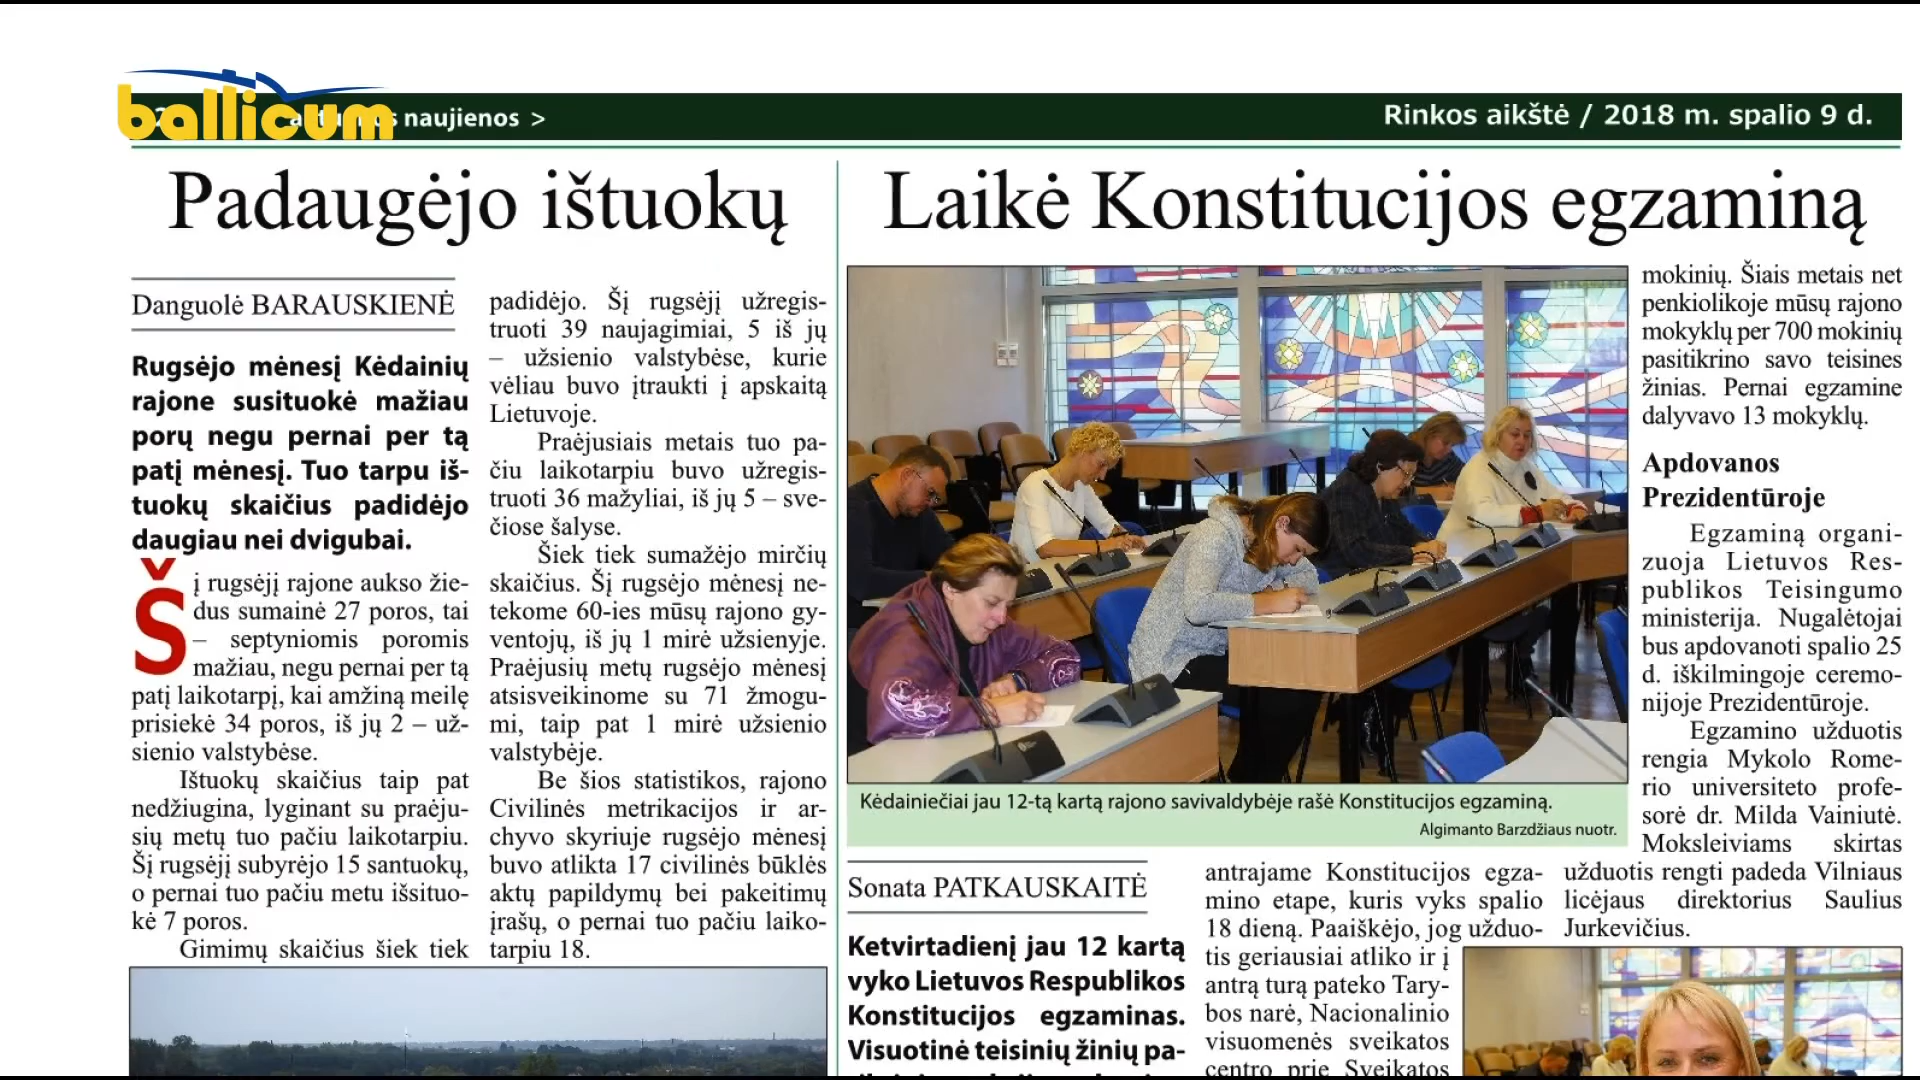 ballicum
naujienos >
Rinkos aikštė / 2018 m. spalio 9 d.
Padaugėjo ištuokų
Danguolė BARAUSKIENĖ
Rugsėjo mėnesį Kėdainių
rajone susituokė mažiau
porų negu pernai per tą
patį mėnesį. Tuo tarpu iš-
tuokų skaičius padidėjo
daugiau nei dvigubai.
Šį rugsėjį rajone aukso žie-
dus sumainė 27 poros, tai
– septyniomis poromis
mažiau, negu pernai per tą
patį laikotarpį, kai amžiną meilę
prisiekė 34 poros, iš jų 2 – už-
sienio valstybėse.
Ištuokų skaičius taip pat
nedžiugina, lyginant su praėju-
sių metų tuo pačiu laikotarpiu.
Šį rugsėjį subyrėjo 15 santuokų,
o pernai tuo pačiu metu išsituo-
kė 7 poros.
Gimimų skaičius šiek tiek
padidėjo. Šį rugsėjį užregis-
truoti 39 naujagimiai, 5 iš jų
– užsienio valstybėse, kurie
vėliau buvo įtraukti į apskaitą
Lietuvoje.
Praėjusiais metais tuo pa-
čiu laikotarpiu buvo užregis-
truoti 36 mažyliai, iš jų 5 – sve-
čiose šalyse.
Šiek tiek sumažėjo mirčių
skaičius. Šį rugsėjo mėnesį ne-
tekome 60-ies mūsų rajono gy-
ventojų, iš jų 1 mirė užsienyje.
Praėjusių metų rugsėjo mėnesį
atsisveikinome su 71 žmogu-
mi, taip pat 1 mirė užsienio
valstybėje.
Be šios statistikos, rajono
Civilinės metrikacijos ir ar-
chyvo skyriuje rugsėjo mėnesį
buvo atlikta 17 civilinės būklės
aktų papildymų bei pakeitimų
įrašų, o pernai tuo pačiu laiko-
tarpiu 18.
Laikė Konstitucijos egzaminą
Kėdainiečiai jau 12-tą kartą rajono savivaldybėje rašė Konstitucijos egzaminą.
Algimanto Barzdžiaus nuotr.
Sonata PATKAUSKAITĖ
Ketvirtadienį jau 12 kartą
vyko Lietuvos Respublikos
Konstitucijos egzaminas.
Visuotinė teisinių žinių pa-
antrajame Konstitucijos egza-
mino etape, kuris vyks spalio
18 dieną. Paaiškėjo, jog užduo-
tis geriausiai atliko ir į
antrą turą pateko Tary-
bos narė, Nacionalinio
visuomenės sveikatos
centro prie Sveikatos
mokinių. Šiais metais net
penkiolikoje mūsų rajono
mokyklų per 700 mokinių
pasitikrino savo teisines
žinias. Pernai egzamine
dalyvavo 13 mokyklų.
Apdovanos
Prezidentūroje
Egzaminą organi-
zuoja Lietuvos Res-
publikos Teisingumo
ministerija. Nugalėtojai
bus apdovanoti spalio 25
d. iškilmingoje ceremo-
nijoje Prezidentūroje.
Egzamino užduotis
rengia Mykolo Rome-
rio universiteto profe-
sorė dr. Milda Vainiutė.
Moksleiviams skirtas
užduotis rengti padeda Vilniaus
licėjaus direktorius Saulius
Jurkevičius.